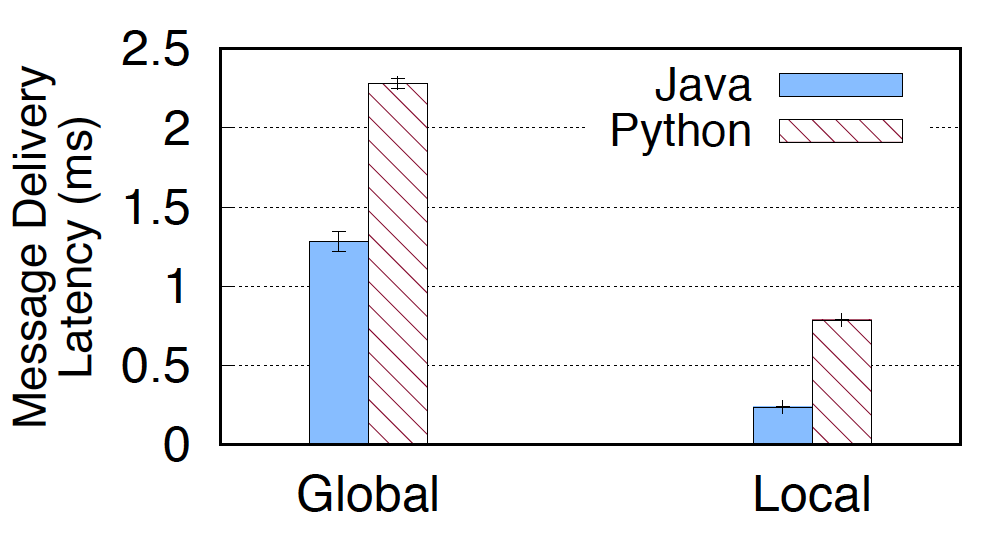 Message Delivery
Latency (ms)
2.5
2
1.5
1
0.5
0
Java
Python
Global
Local